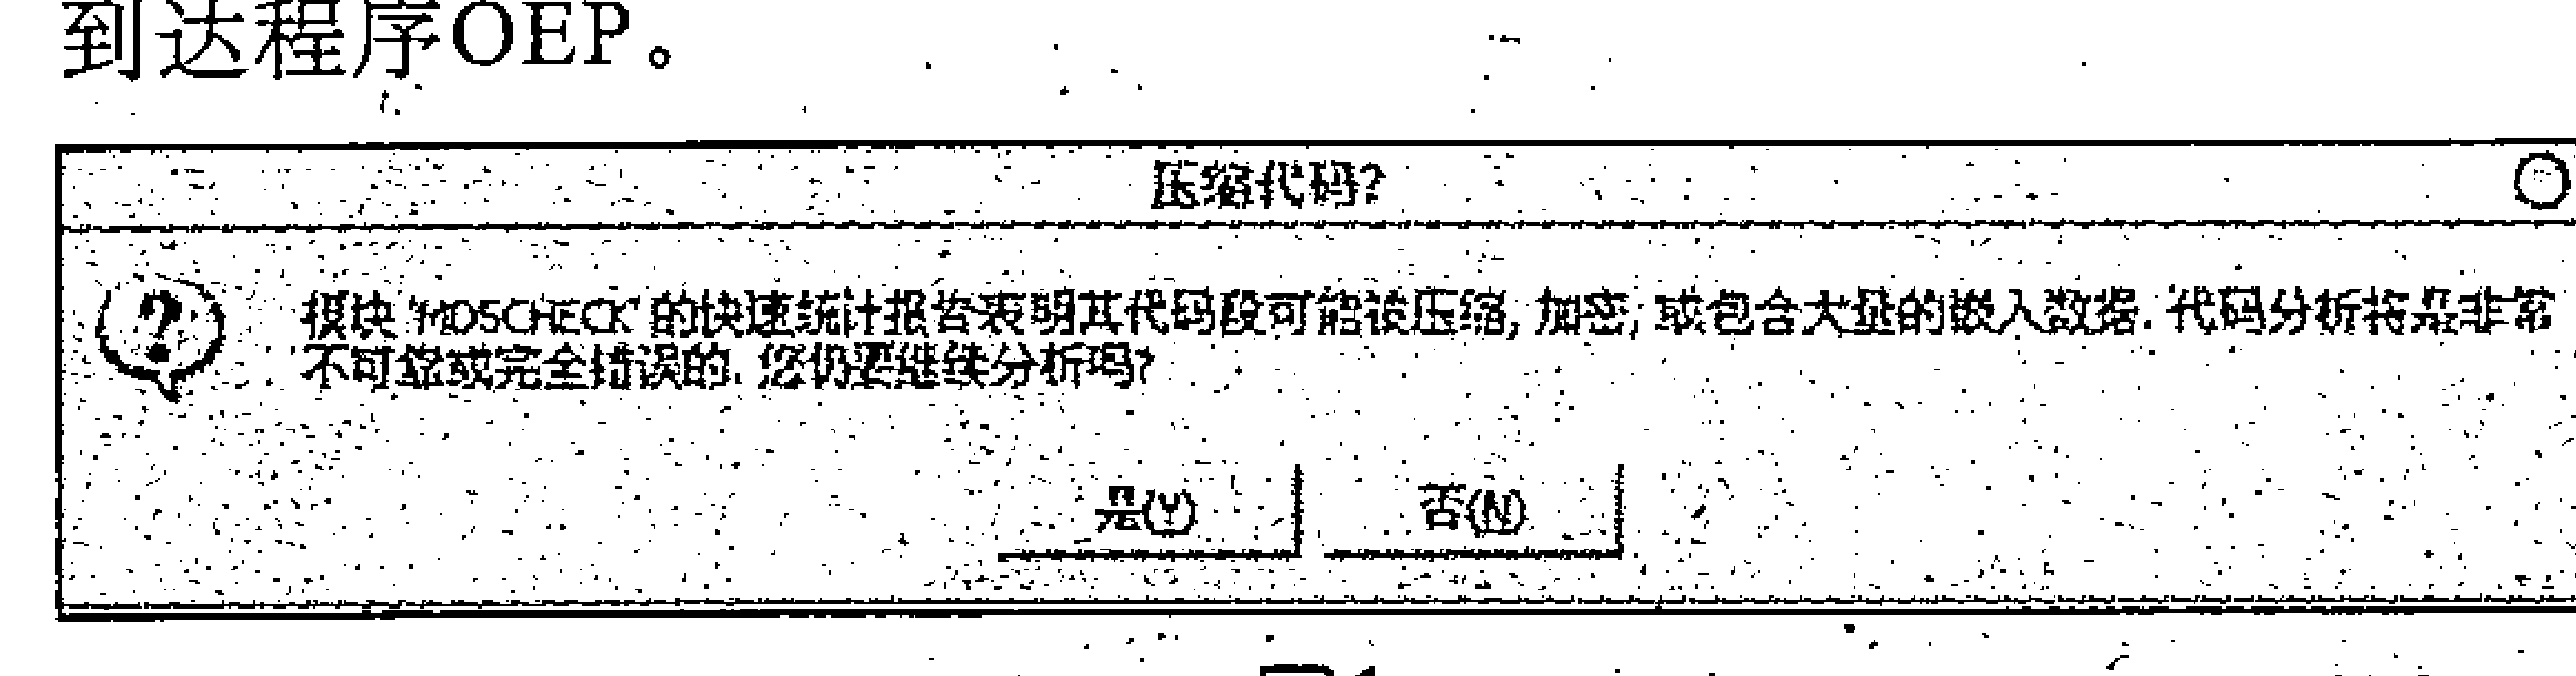 到达程序OEP。
压缩代码?
模块 'MD5CHECK' 的快速统计报告表明其代码段可能被压缩, 加密, 或包含大量的嵌入数据. 代码分析将是非常
不可靠或完全错误的. 您仍要继续分析吗?
是(Y) 否(N)